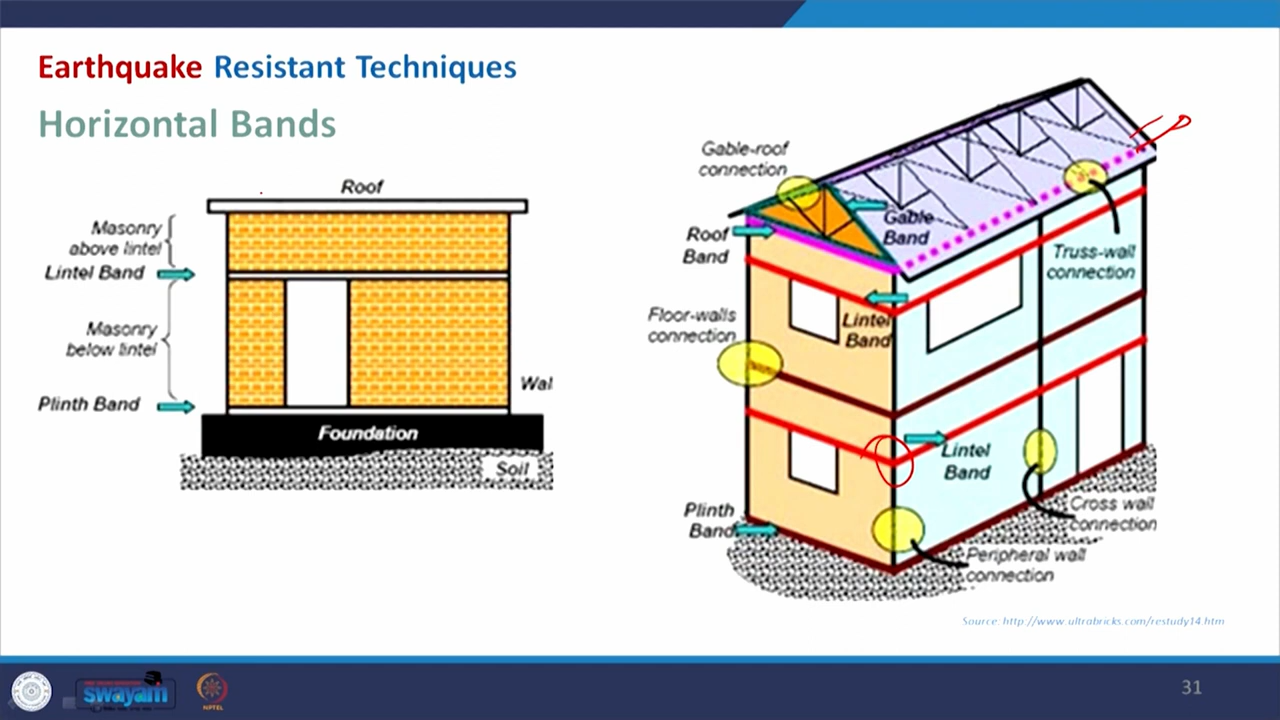 Earthquake Resistant Techniques
Horizontal Bands
Roof
Masonry
above lintel
Lintel Band
Masonry
below lintel
Plinth Band
Wal
Foundation
Soil
Gable-roof
connection
Gable
Band
Roof
Band
Truss-wall
connection
Floor-walls
connection
Lintel
Band
Lintel
Band
Plinth
Band
Cross wall
connection
Peripheral wall
connection
Source: http://www.ultrabricks.com/restudy14.htm
swayam
NPTEL
31